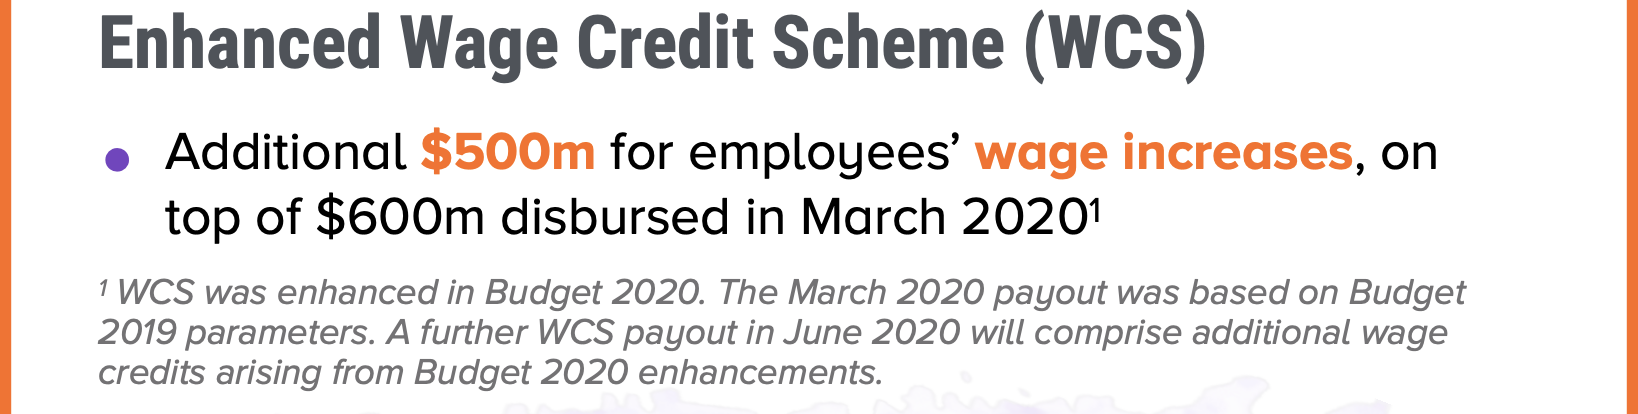 Enhanced Wage Credit Scheme (WCS)
• Additional $500m for employees’ wage increases, on
top of $600m disbursed in March 2020¹
¹ WCS was enhanced in Budget 2020. The March 2020 payout was based on Budget
2019 parameters. A further WCS payout in June 2020 will comprise additional wage
credits arising from Budget 2020 enhancements.